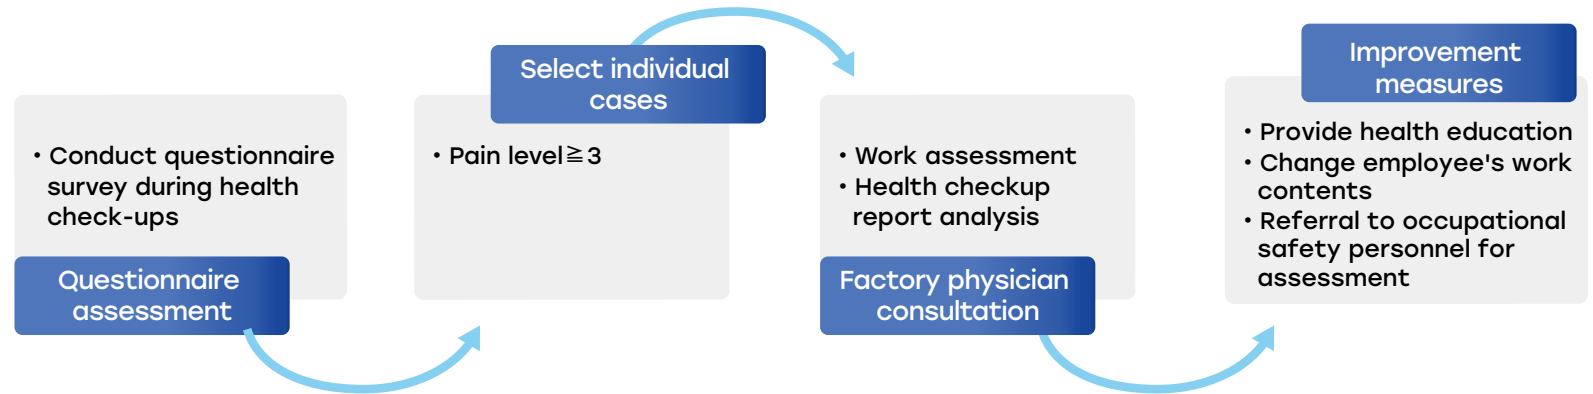 • Conduct questionnaire
survey during health
check-ups
Questionnaire
assessment
Select individual
cases
• Pain level≧3
• Work assessment
• Health checkup
report analysis
Factory physician
consultation
Improvement
measures
• Provide health education
• Change employee's work
contents
• Referral to occupational
safety personnel for
assessment